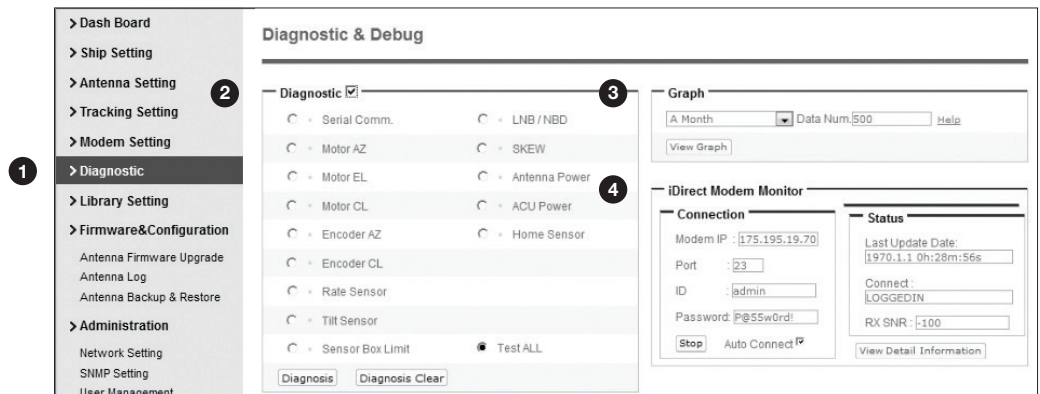 > Dash Board
> Ship Setting
> Antenna Setting
> Tracking Setting
> Modem Setting
1
> Diagnostic
> Library Setting
> Firmware&Configuration
Antenna Firmware Upgrade
Antenna Log
Antenna Backup & Restore
> Administration
Network Setting
SNMP Setting
User Management
Diagnostic & Debug
2
Diagnostic
Serial Comm. LNB / NBD
Motor AZ SKEW
Motor EL Antenna Power
Motor CL ACU Power
Encoder AZ Home Sensor
Encoder CL
Rate Sensor
Tilt Sensor
Sensor Box Limit Test ALL
Diagnosis Diagnosis Clear
3
Graph
A Month Data Num. 500 Help
View Graph
4
iDirect Modem Monitor
Connection
Modem IP : 175.195.19.70
Port : 23
ID : admin
Password: P@55w0rd!
Stop Auto Connect
Status
Last Update Date:
1970.1.1 0h:28m:56s
Connect :
LOGGEDIN
RX SNR : -100
View Detail Information